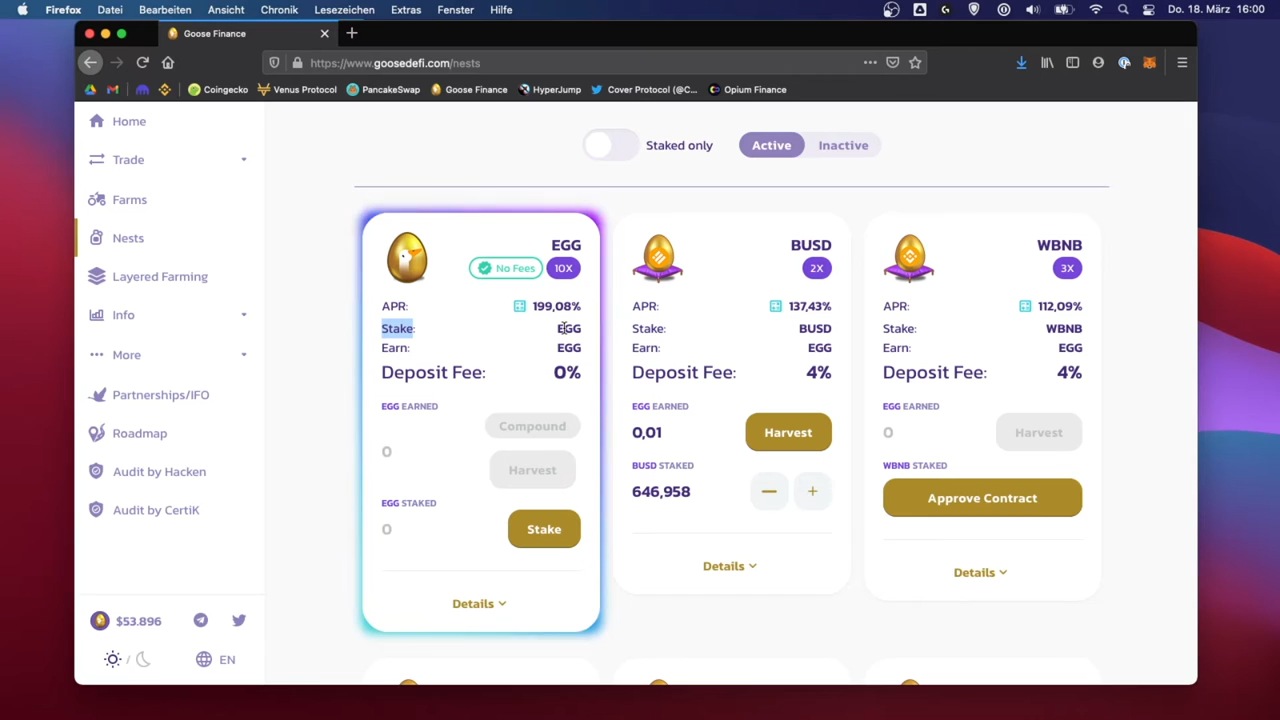 Firefox Datei Bearbeiten Ansicht Chronik Lesezeichen Extras Fenster Hilfe Do. 18. März 16:00
Goose Finance
https://www.goosedefi.com/nests
Coingecko Venus Protocol PancakeSwap Goose Finance HyperJump Cover Protocol (@C... Opium Finance
Home
Trade
Farms
Nests
Layered Farming
Info
More
Partnerships/IFO
Roadmap
Audit by Hacken
Audit by CertiK
$53.896
EN
Staked only Active Inactive
EGG
No Fees 10X
APR: 199,08%
Stake: EGG
Earn: EGG
Deposit Fee: 0%
EGG EARNED
Compound
0
Harvest
EGG STAKED
0 Stake
Details
BUSD
2X
APR: 137,43%
Stake: BUSD
Earn: EGG
Deposit Fee: 4%
EGG EARNED
0,01 Harvest
BUSD STAKED
646,958 − +
Details
WBNB
3X
APR: 112,09%
Stake: WBNB
Earn: EGG
Deposit Fee: 4%
EGG EARNED
0 Harvest
WBNB STAKED
Approve Contract
Details